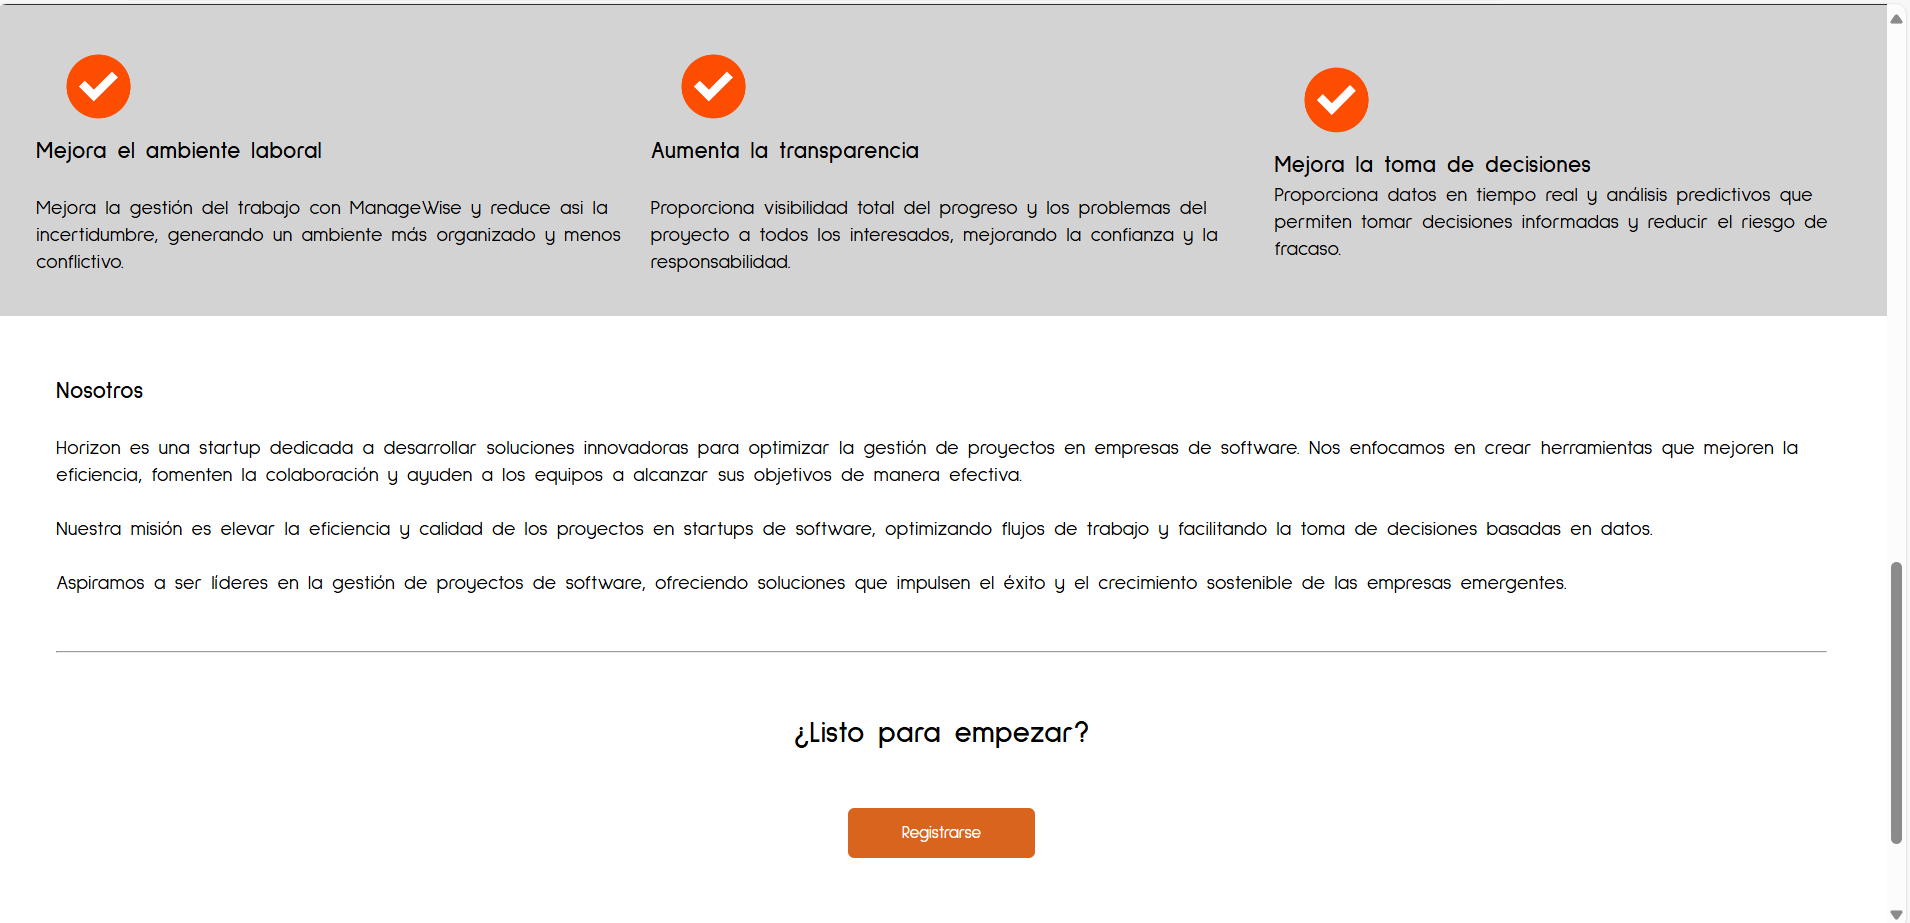 Mejora el ambiente laboral
Mejora la gestión del trabajo con ManageWise y reduce asi la
incertidumbre, generando un ambiente más organizado y menos
conflictivo.
Aumenta la transparencia
Proporciona visibilidad total del progreso y los problemas del
proyecto a todos los interesados, mejorando la confianza y la
responsabilidad.
Mejora la toma de decisiones
Proporciona datos en tiempo real y análisis predictivos que
permiten tomar decisiones informadas y reducir el riesgo de
fracaso.
Nosotros
Horizon es una startup dedicada a desarrollar soluciones innovadoras para optimizar la gestión de proyectos en empresas de software. Nos enfocamos en crear herramientas que mejoren la
eficiencia, fomenten la colaboración y ayuden a los equipos a alcanzar sus objetivos de manera efectiva.
Nuestra misión es elevar la eficiencia y calidad de los proyectos en startups de software, optimizando flujos de trabajo y facilitando la toma de decisiones basadas en datos.
Aspiramos a ser líderes en la gestión de proyectos de software, ofreciendo soluciones que impulsen el éxito y el crecimiento sostenible de las empresas emergentes.
¿Listo para empezar?
Registrarse